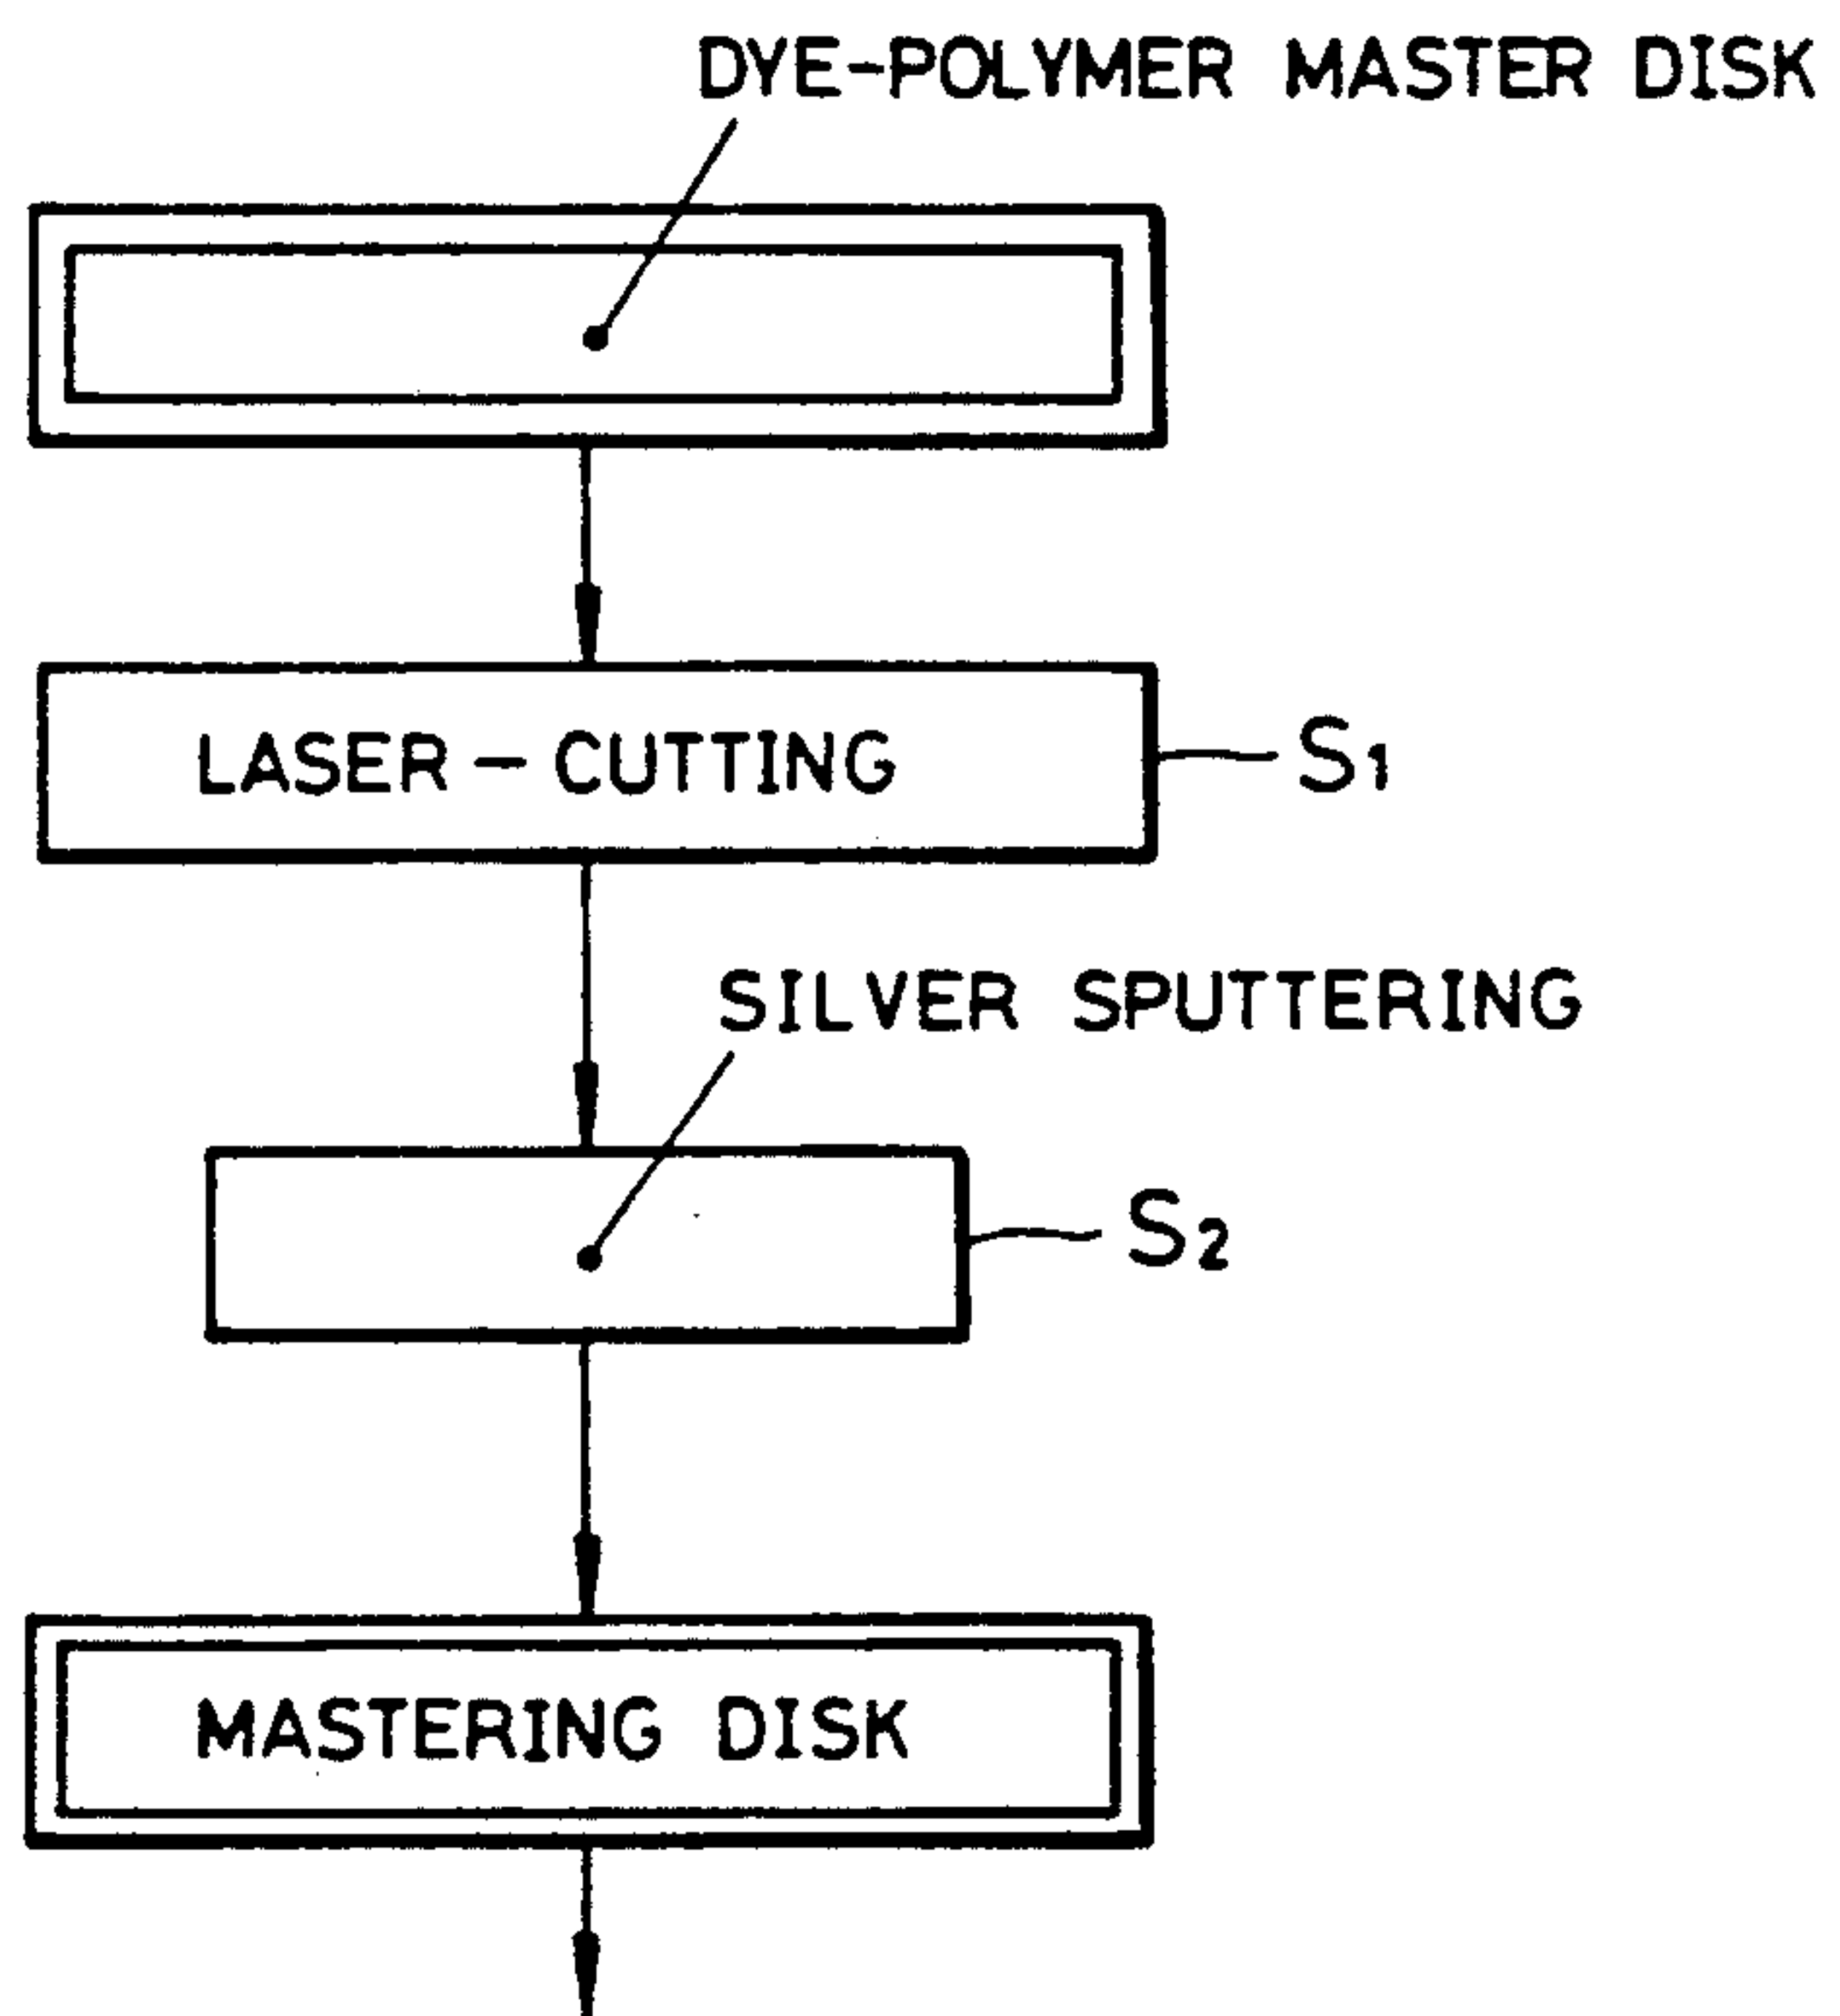 DYE-POLYMER MASTER DISK
LASER-CUTTING
S1
SILVER SPUTTERING
S2
MASTERING DISK